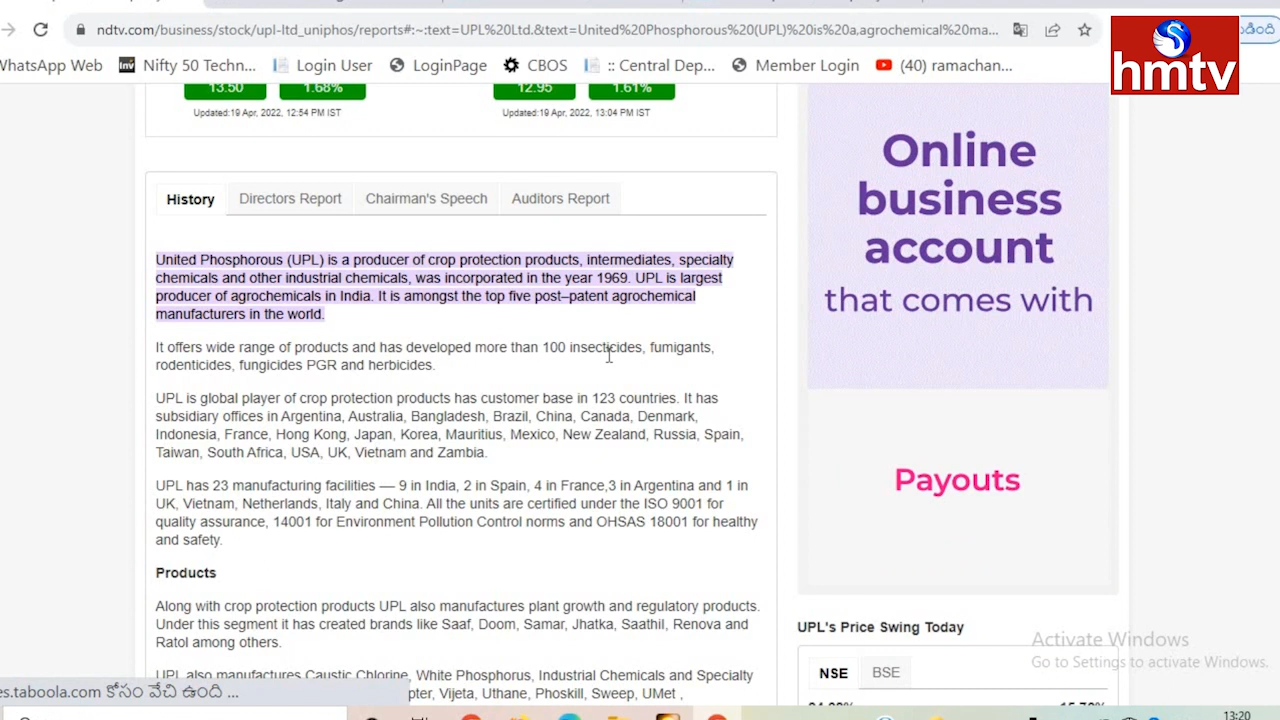 ndtv.com/business/stock/upl-ltd_uniphos/reports#:~:text=UPL%20Ltd.&text=United%20Phosphorous%20(UPL)%20is%20a,agrochemical%20ma...
hmtv
WhatsApp Web
Nifty 50 Techn...
Login User
LoginPage
CBOS
:: Central Dep...
Member Login
(40) ramachan...
13.50
1.68%
12.95
1.61%
Updated:19 Apr, 2022, 12:54 PM IST
Updated:19 Apr, 2022, 13:04 PM IST
History
Directors Report
Chairman's Speech
Auditors Report
United Phosphorous (UPL) is a producer of crop protection products, intermediates, specialty
chemicals and other industrial chemicals, was incorporated in the year 1969. UPL is largest
producer of agrochemicals in India. It is amongst the top five post–patent agrochemical
manufacturers in the world.
It offers wide range of products and has developed more than 100 insecticides, fumigants,
rodenticides, fungicides PGR and herbicides.
UPL is global player of crop protection products has customer base in 123 countries. It has
subsidiary offices in Argentina, Australia, Bangladesh, Brazil, China, Canada, Denmark,
Indonesia, France, Hong Kong, Japan, Korea, Mauritius, Mexico, New Zealand, Russia, Spain,
Taiwan, South Africa, USA, UK, Vietnam and Zambia.
UPL has 23 manufacturing facilities — 9 in India, 2 in Spain, 4 in France,3 in Argentina and 1 in
UK, Vietnam, Netherlands, Italy and China. All the units are certified under the ISO 9001 for
quality assurance, 14001 for Environment Pollution Control norms and OHSAS 18001 for healthy
and safety.
Products
Along with crop protection products UPL also manufactures plant growth and regulatory products.
Under this segment it has created brands like Saaf, Doom, Samar, Jhatka, Saathil, Renova and
Ratol among others.
UPL also manufactures Caustic Chlorine, White Phosphorus, Industrial Chemicals and Specialty
pter, Vijeta, Uthane, Phoskill, Sweep, UMet ,
es.taboola.com కోసం వేచి ఉంది ...
Online
business
account
that comes with
Payouts
UPL's Price Swing Today
NSE
BSE
Activate Windows
Go to Settings to activate Windows.
13:20